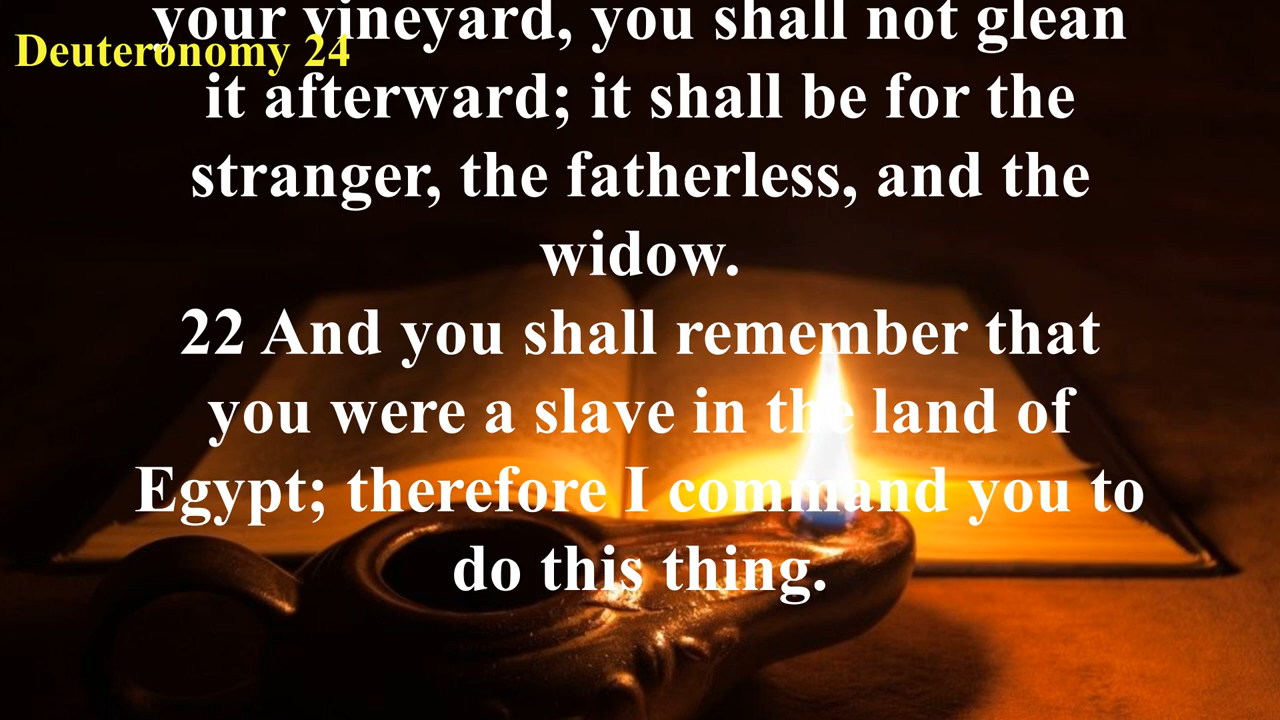 your vineyard, you shall not glean
Deuteronomy 24
it afterward; it shall be for the
stranger, the fatherless, and the
widow.
22 And you shall remember that
you were a slave in the land of
Egypt; therefore I command you to
do this thing.